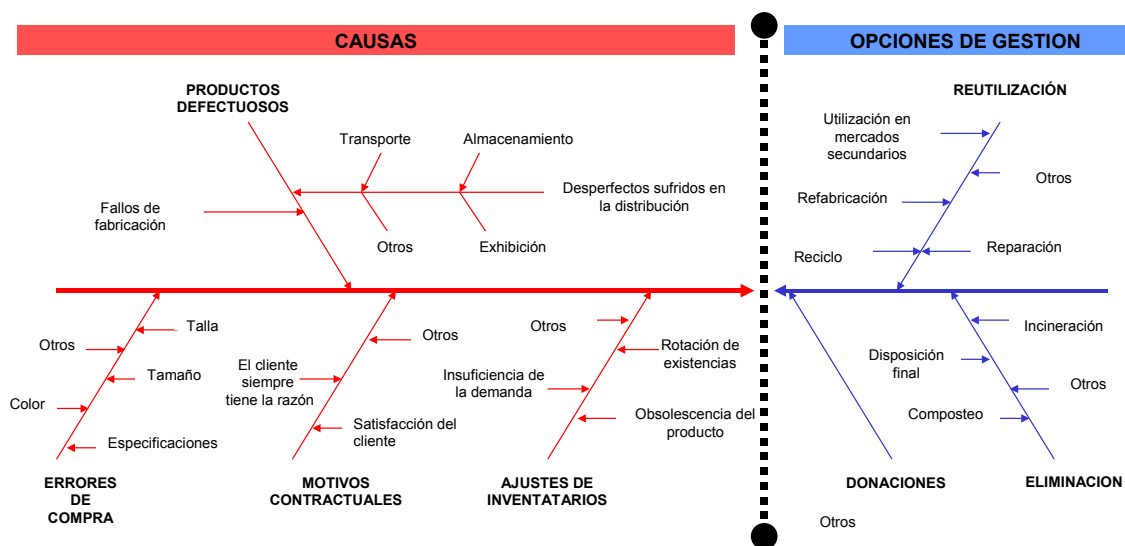 CAUSAS
OPCIONES DE GESTION
PRODUCTOS
DEFECTUOSOS
Transporte
Almacenamiento
Desperfectos sufridos en
la distribución
Fallos de
fabricación
Otros
Exhibición
REUTILIZACIÓN
Utilización en
mercados
secundarios
Otros
Refabricación
Reciclo
Reparación
Talla
Otros
Tamaño
Color
Especificaciones
ERRORES
DE
COMPRA
Otros
El cliente
siempre
tiene la razón
Satisfacción del
cliente
MOTIVOS
CONTRACTUALES
Otros
Rotación de
existencias
Insuficiencia de
la demanda
Obsolescencia del
producto
AJUSTES DE
INVENTATARIOS
Incineración
Disposición
final
Otros
Composteo
DONACIONES
ELIMINACION
Otros